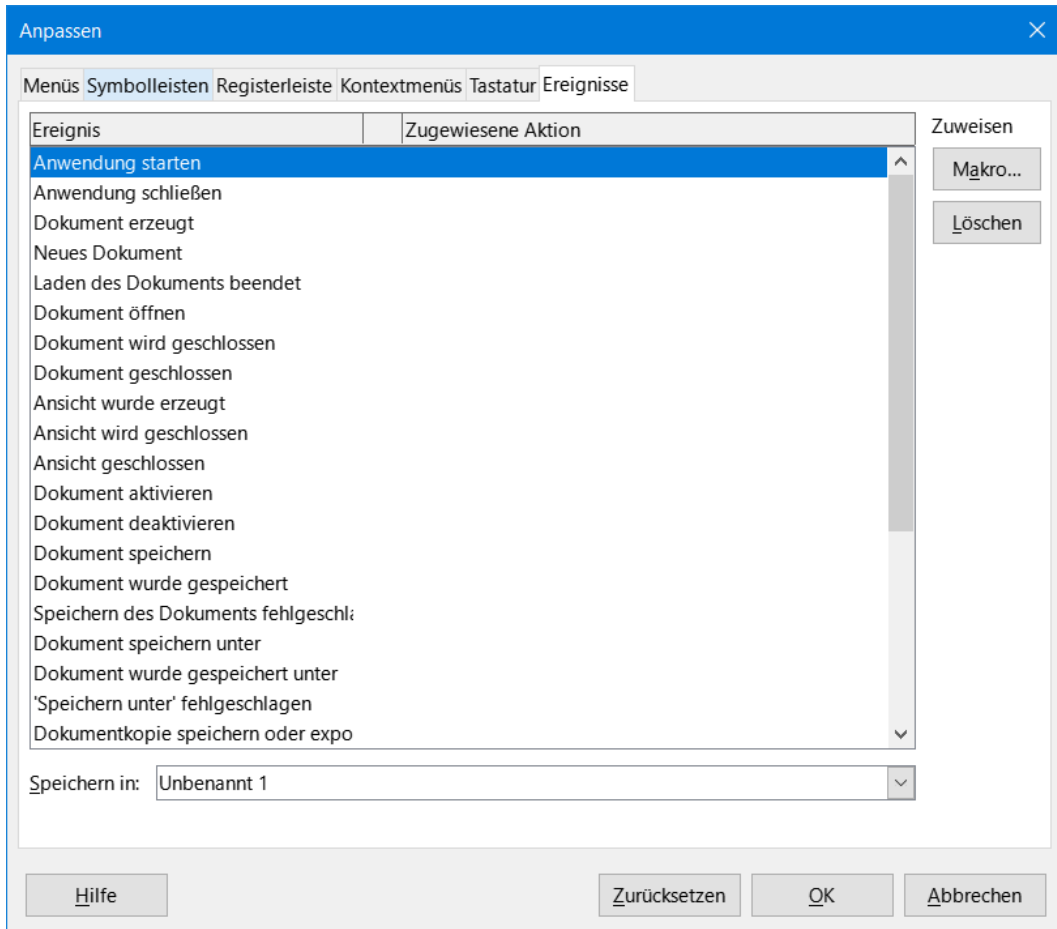 Anpassen
Menüs Symbolleisten Registerleiste Kontextmenüs Tastatur Ereignisse
Ereignis Zugewiesene Aktion
Zuweisen
Anwendung starten
Makro...
Anwendung schließen
Dokument erzeugt
Löschen
Neues Dokument
Laden des Dokuments beendet
Dokument öffnen
Dokument wird geschlossen
Dokument geschlossen
Ansicht wurde erzeugt
Ansicht wird geschlossen
Ansicht geschlossen
Dokument aktivieren
Dokument deaktivieren
Dokument speichern
Dokument wurde gespeichert
Speichern des Dokuments fehlgeschla
Dokument speichern unter
Dokument wurde gespeichert unter
'Speichern unter' fehlgeschlagen
Dokumentkopie speichern oder expo
Speichern in: Unbenannt 1
Hilfe Zurücksetzen OK Abbrechen